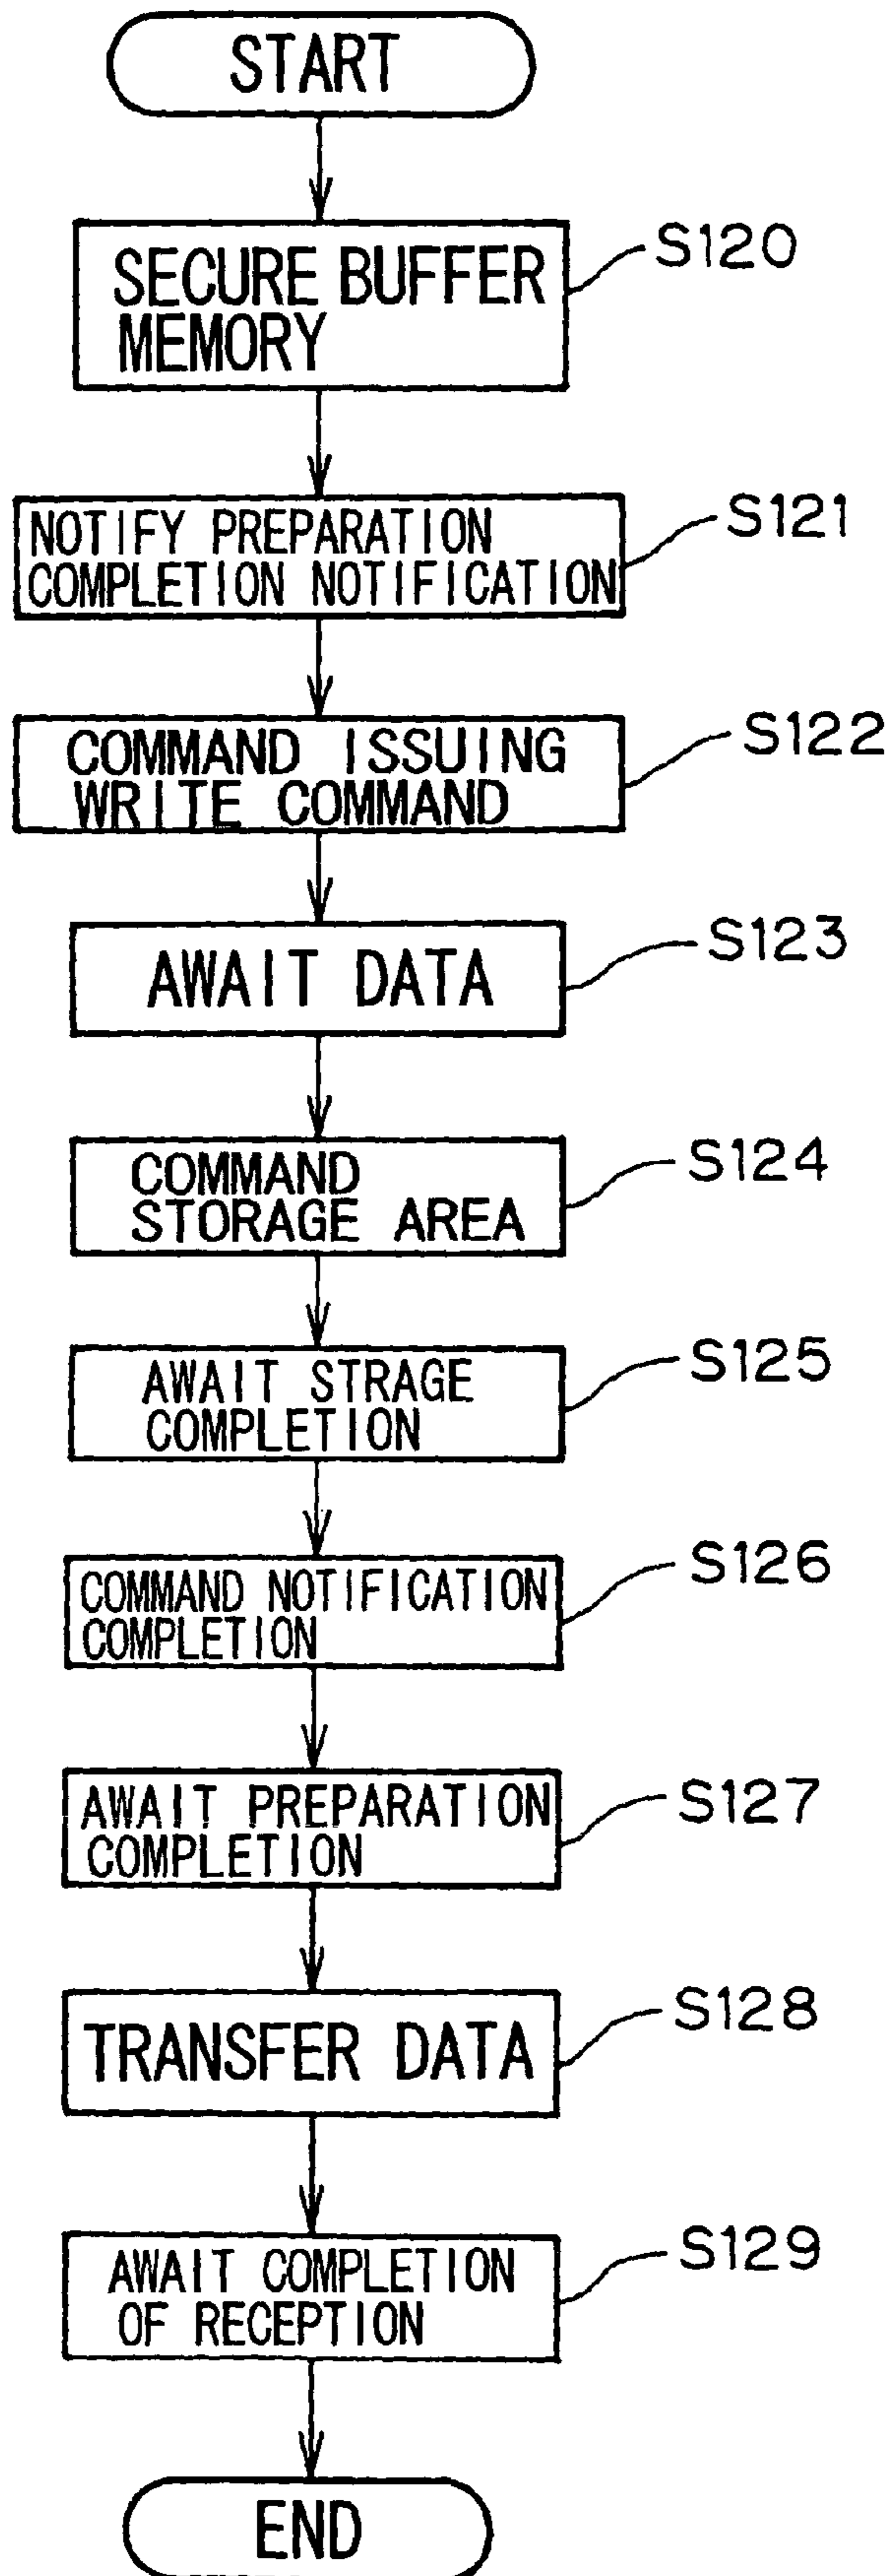 START
SECURE BUFFER
MEMORY
S120
NOTIFY PREPARATION
COMPLETION NOTIFICATION
S121
COMMAND ISSUING
WRITE COMMAND
S122
AWAIT DATA
S123
COMMAND
STORAGE AREA
S124
AWAIT STRAGE
COMPLETION
S125
COMMAND NOTIFICATION
COMPLETION
S126
AWAIT PREPARATION
COMPLETION
S127
TRANSFER DATA
S128
AWAIT COMPLETION
OF RECEPTION
S129
END